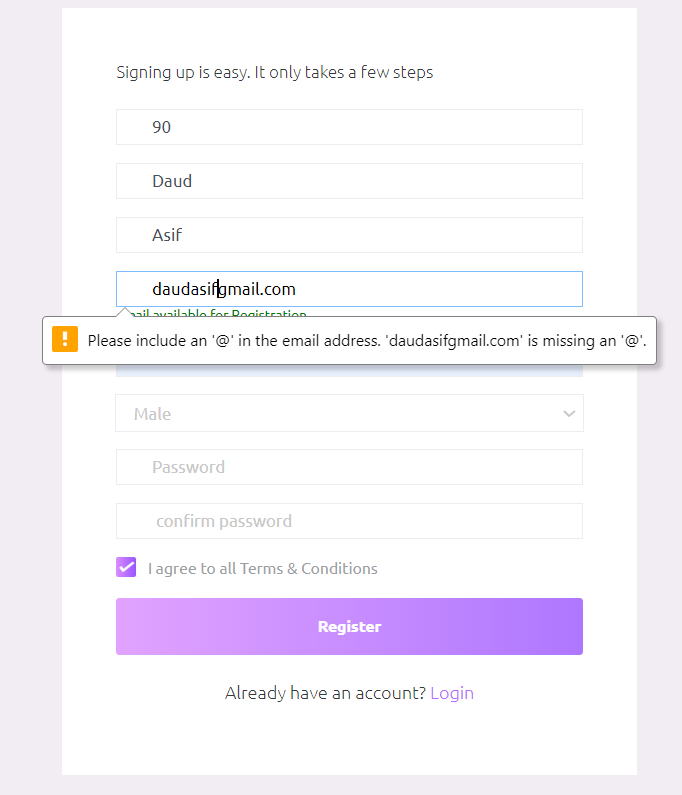 Signing up is easy. It only takes a few steps
90
Daud
Asif
daudasifgmail.com
available for Registration
Please include an '@' in the email address. 'daudasifgmail.com' is missing an '@'.
Male
Password
confirm password
I agree to all Terms & Conditions
Register
Already have an account? Login